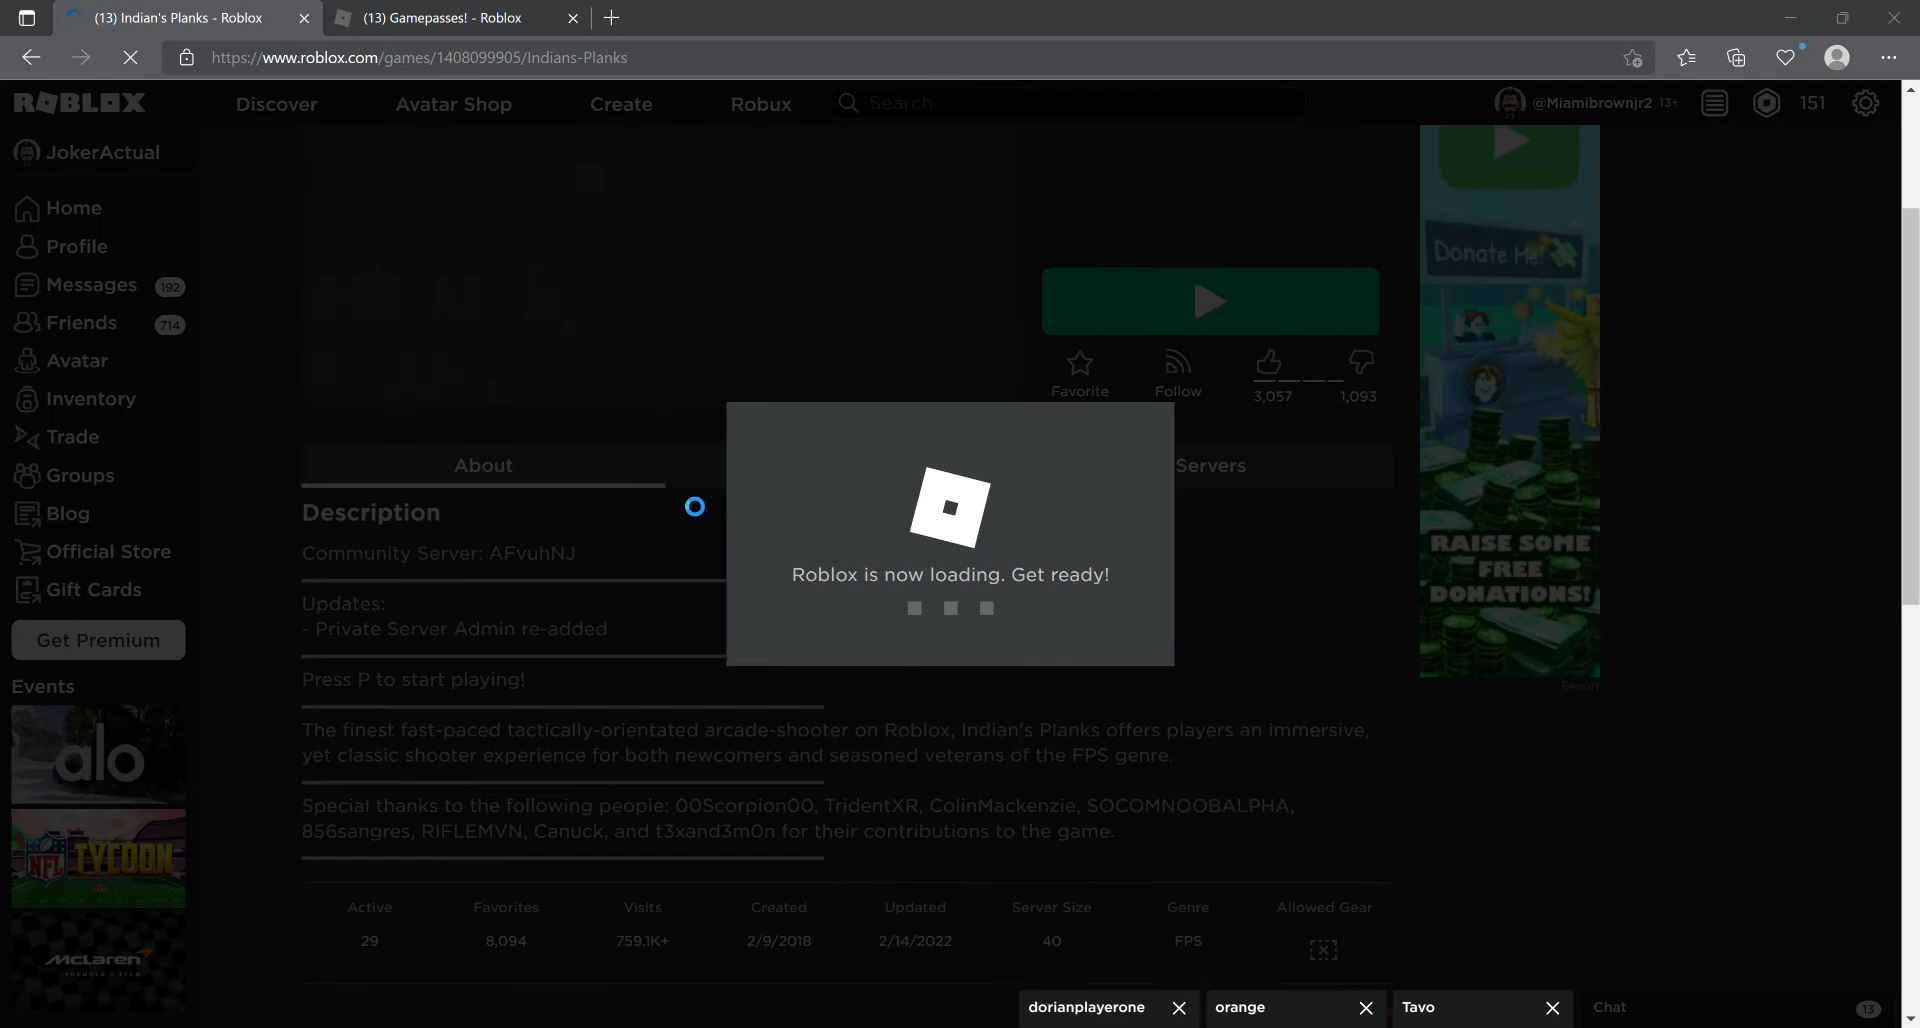 (13) Indian's Planks - Roblox
(13) Gamepasses! - Roblox
https://www.roblox.com/games/1408099905/Indians-Planks
ROBLOX
Discover
Avatar Shop
Create
Robux
Search
@Miamibrownjr2 13+
151
JokerActual
Home
Profile
Messages 192
Friends 714
Avatar
Inventory
Trade
Groups
Blog
Official Store
Gift Cards
Get Premium
Events
alo
NFL TYCOON
McLaren
FORMULA 1 TEAM
Favorite
Follow
3,057
1,093
About
Servers
Roblox is now loading. Get ready!
Description
Community Server: AFvuhNJ
Updates:
- Private Server Admin re-added
Press P to start playing!
The finest fast-paced tactically-orientated arcade-shooter on Roblox, Indian's Planks offers players an immersive,
yet classic shooter experience for both newcomers and seasoned veterans of the FPS genre.
Special thanks to the following people: 00Scorpion00, TridentXR, ColinMackenzie, SOCOMNOOBALPHA,
856sangres, RIFLEMVN, Canuck, and t3xand3m0n for their contributions to the game.
Active Favorites Visits Created Updated Server Size Genre Allowed Gear
29 8,094 759.1K+ 2/9/2018 2/14/2022 40 FPS
Donate Me!
RAISE SOME
FREE
DONATIONS!
Report
dorianplayerone
orange
Tavo
Chat
13